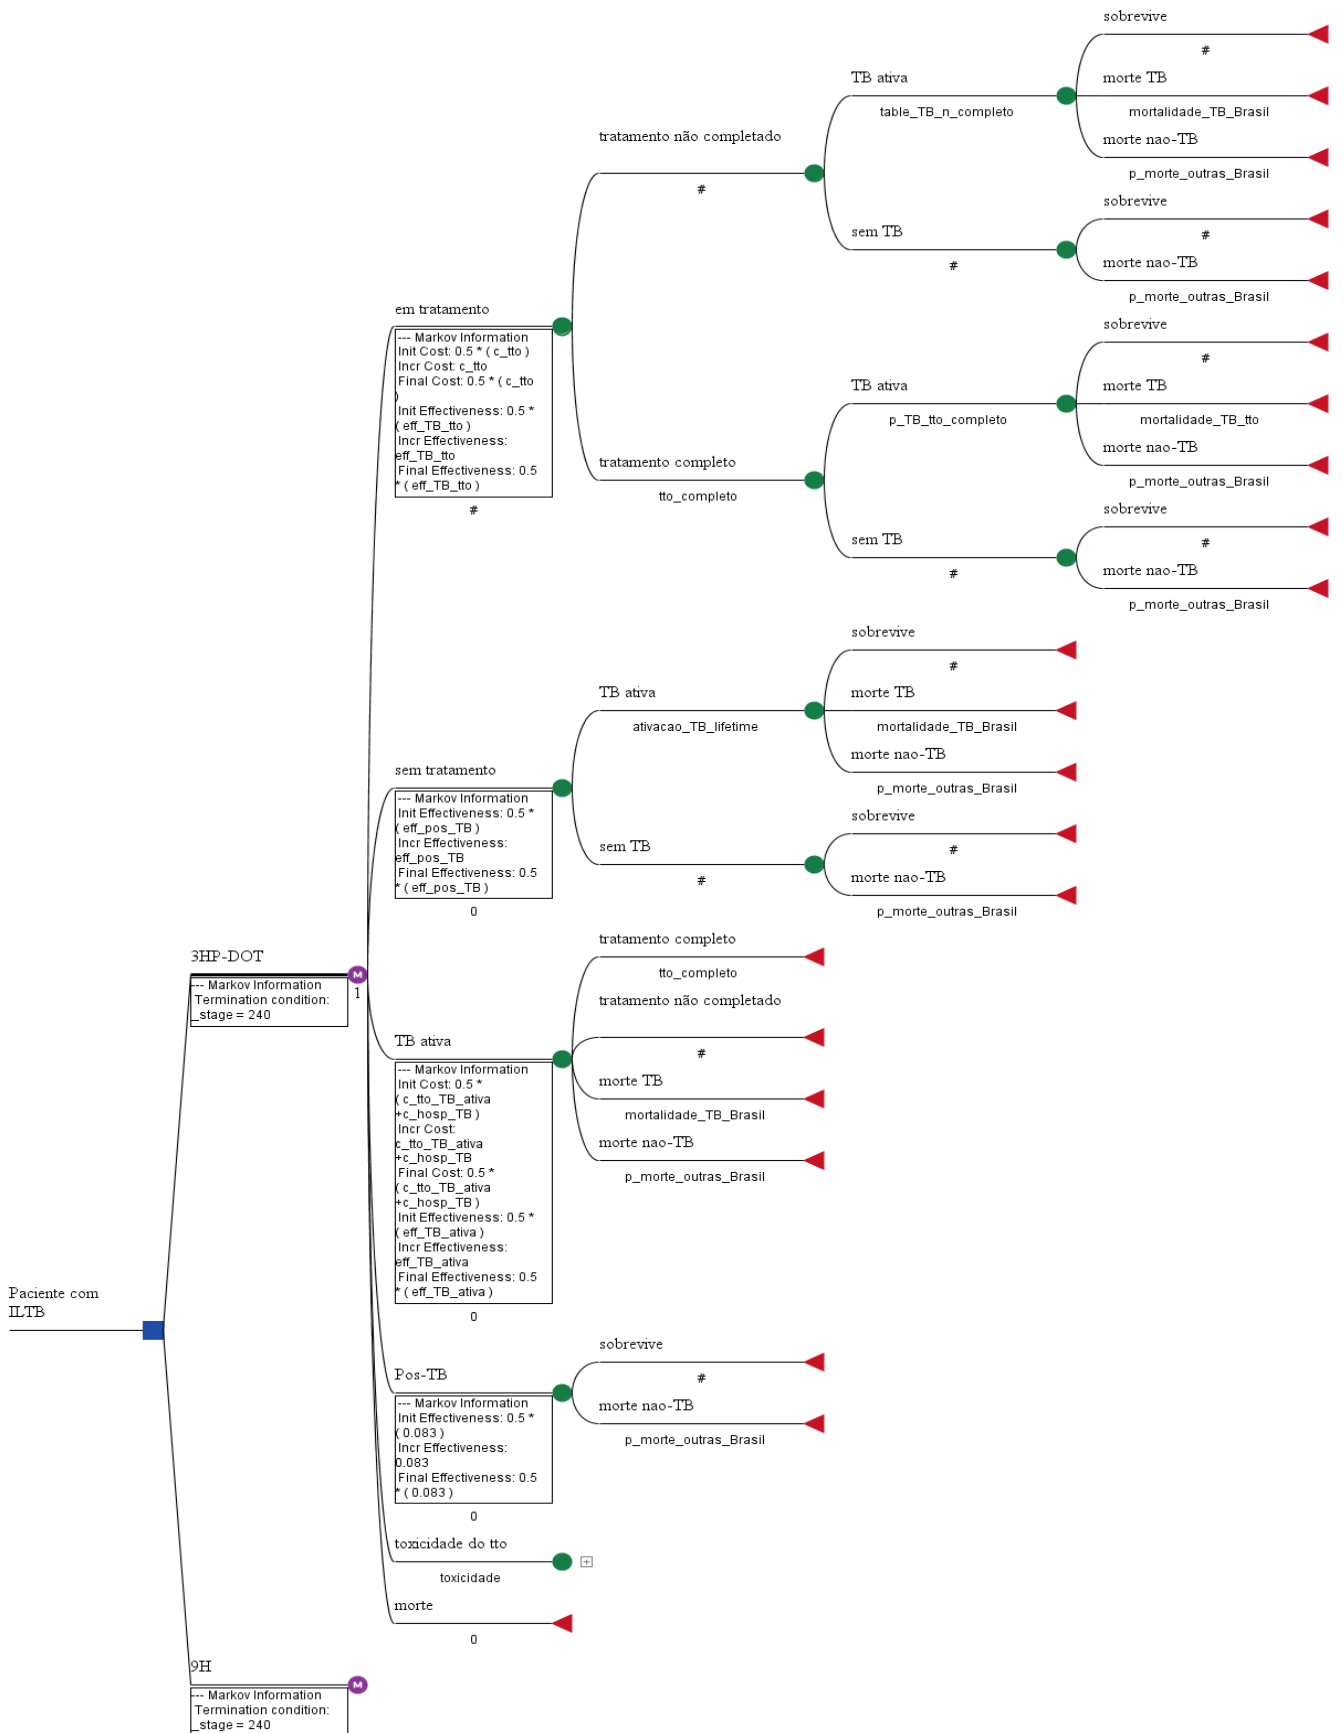 sobrevive
#
TB ativa
table_TB_n_completo
morte TB
mortalidade_TB_Brasil
tratamento não completado
#
morte nao-TB
p_morte_outras_Brasil
sobrevive
#
sem TB
#
morte nao-TB
p_morte_outras_Brasil
em tratamento
--- Markov Information
Init Cost: 0.5 * ( c_tto )
Incr Cost: c_tto
Final Cost: 0.5 * ( c_tto
)
Init Effectiveness: 0.5 *
( eff_TB_tto )
Incr Effectiveness:
eff_TB_tto
Final Effectiveness: 0.5
* ( eff_TB_tto )
#
sobrevive
#
TB ativa
p_TB_tto_completo
morte TB
mortalidade_TB_tto
morte nao-TB
p_morte_outras_Brasil
tratamento completo
tto_completo
sobrevive
#
sem TB
#
morte nao-TB
p_morte_outras_Brasil
sobrevive
#
TB ativa
ativacao_TB_lifetime
morte TB
mortalidade_TB_Brasil
morte nao-TB
p_morte_outras_Brasil
sem tratamento
--- Markov Information
Init Effectiveness: 0.5 *
( eff_pos_TB )
Incr Effectiveness:
eff_pos_TB
Final Effectiveness: 0.5
* ( eff_pos_TB )
0
sobrevive
#
sem TB
#
morte nao-TB
p_morte_outras_Brasil
3HP-DOT
--- Markov Information
Termination condition:
_stage = 240
M
1
tratamento completo
tto_completo
tratamento não completado
#
TB ativa
--- Markov Information
Init Cost: 0.5 *
( c_tto_TB_ativa
+c_hosp_TB )
Incr Cost:
c_tto_TB_ativa
+c_hosp_TB
Final Cost: 0.5 *
( c_tto_TB_ativa
+c_hosp_TB )
Init Effectiveness: 0.5 *
( eff_TB_ativa )
Incr Effectiveness:
eff_TB_ativa
Final Effectiveness: 0.5
* ( eff_TB_ativa )
0
morte TB
mortalidade_TB_Brasil
morte nao-TB
p_morte_outras_Brasil
Paciente com
ILTB
Pos-TB
--- Markov Information
Init Effectiveness: 0.5 *
( 0.083 )
Incr Effectiveness:
0.083
Final Effectiveness: 0.5
* ( 0.083 )
0
sobrevive
#
morte nao-TB
p_morte_outras_Brasil
toxicidade do tto
toxicidade
morte
0
9H
M
--- Markov Information
Termination condition:
_stage = 240